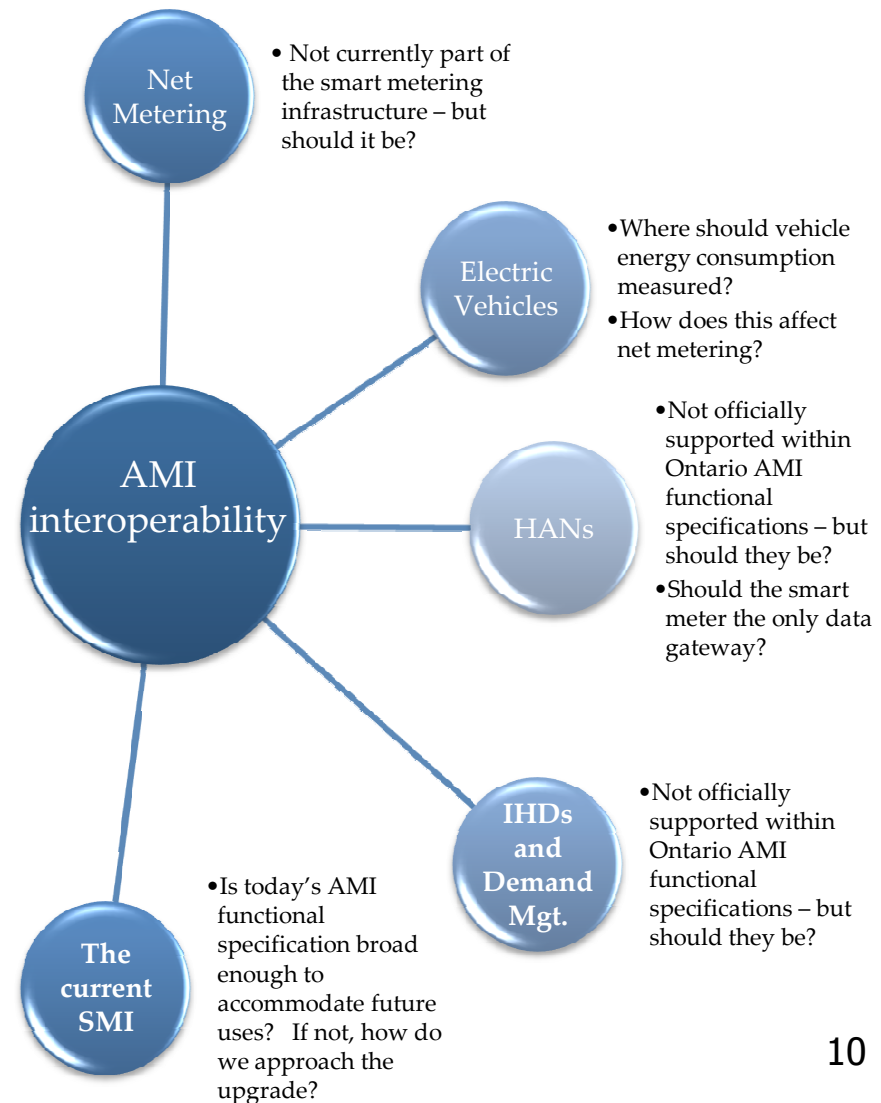 Net
Metering
• Not currently part of
the smart metering
infrastructure – but
should it be?
Electric
Vehicles
•Where should vehicle
energy consumption
measured?
•How does this affect
net metering?
AMI
interoperability
HANs
•Not officially
supported within
Ontario AMI
functional
specifications – but
should they be?
•Should the smart
meter the only data
gateway?
IHDs
and
Demand
Mgt.
•Not officially
supported within
Ontario AMI
functional
specifications – but
should they be?
The
current
SMI
•Is today's AMI
functional
specification broad
enough to
accommodate future
uses? If not, how do
we approach the
upgrade?
10